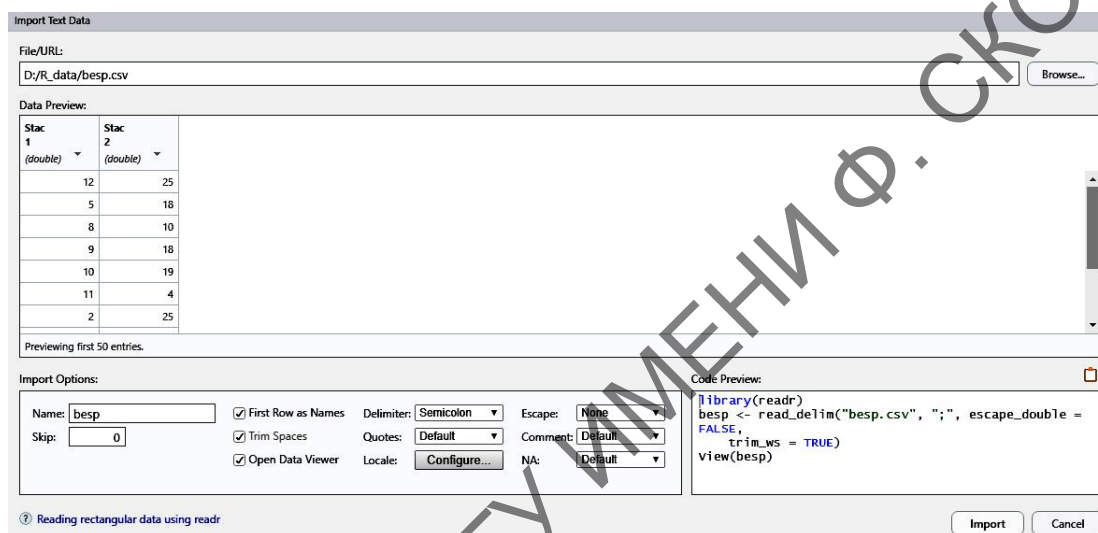 Import Text Data
File/URL:
D:/R_data/besp.csv
Browse...
Data Preview:
Stac 1 (double)
Stac 2 (double)
12 25
5 18
8 10
9 18
10 19
11 4
2 25
Previewing first 50 entries.
Import Options:
Name: besp
Skip: 0
First Row as Names
Trim Spaces
Open Data Viewer
Delimiter: Semicolon
Quotes: Default
Locale: Configure...
Escape: None
Comment: Default
NA: Default
Code Preview:
library(readr)
besp <- read_delim("besp.csv", ";", escape_double =
FALSE,
trim_ws = TRUE)
View(besp)
Reading rectangular data using readr
Import
Cancel
ГУ ИМЕНИ Ф. СКО